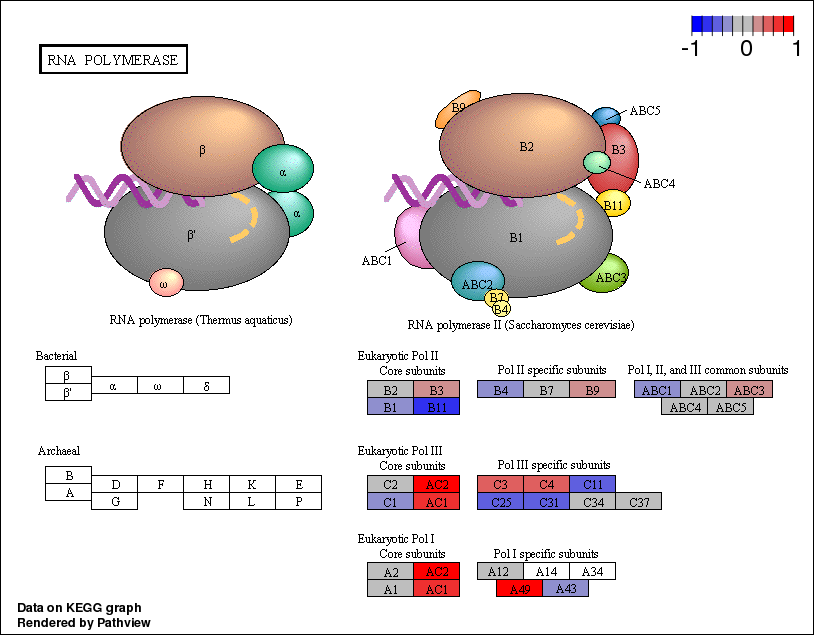 -1 0 1
RNA POLYMERASE
β
α
α
β'
ω
RNA polymerase (Thermus aquaticus)
B9
ABC5
B2
B3
ABC4
B11
B1
ABC1
ABC2
ABC3
B7
B4
RNA polymerase II (Saccharomyces cerevisiae)
Bacterial
β
β' α ω δ
Archaeal
B
A D F H K E
G N L P
Eukaryotic Pol II
Core subunits Pol II specific subunits Pol I, II, and III common subunits
B2 B3 B4 B7 B9 ABC1 ABC2 ABC3
B1 B11 ABC4 ABC5
Eukaryotic Pol III
Core subunits Pol III specific subunits
C2 AC2 C3 C4 C11
C1 AC1 C25 C31 C34 C37
Eukaryotic Pol I
Core subunits Pol I specific subunits
A2 AC2 A12 A14 A34
A1 AC1 A49 A43
Data on KEGG graph
Rendered by Pathview